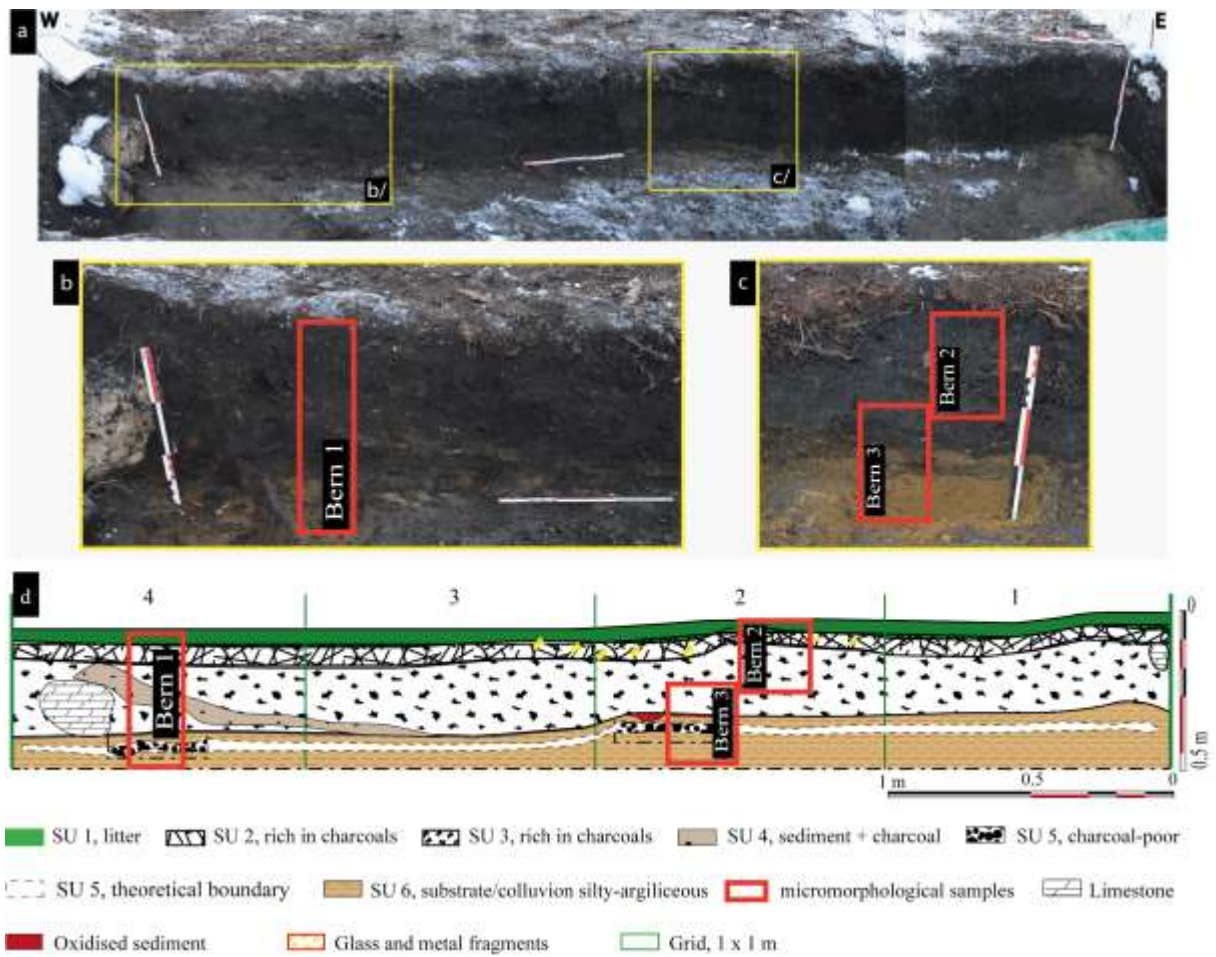 a
W
E
b/
c/
b
Bern 1
c
Bern 2
Bern 3
d
4 3 2 1
Bern 1
Bern 2
Bern 3
0
0.5 m
1 m 0.5 0
SU 1, litter SU 2, rich in charcoals SU 3, rich in charcoals SU 4, sediment + charcoal SU 5, charcoal-poor
SU 5, theoretical boundary SU 6, substrate/colluvion silty-argiliceous micromorphological samples Limestone
Oxidised sediment Glass and metal fragments Grid, 1 x 1 m